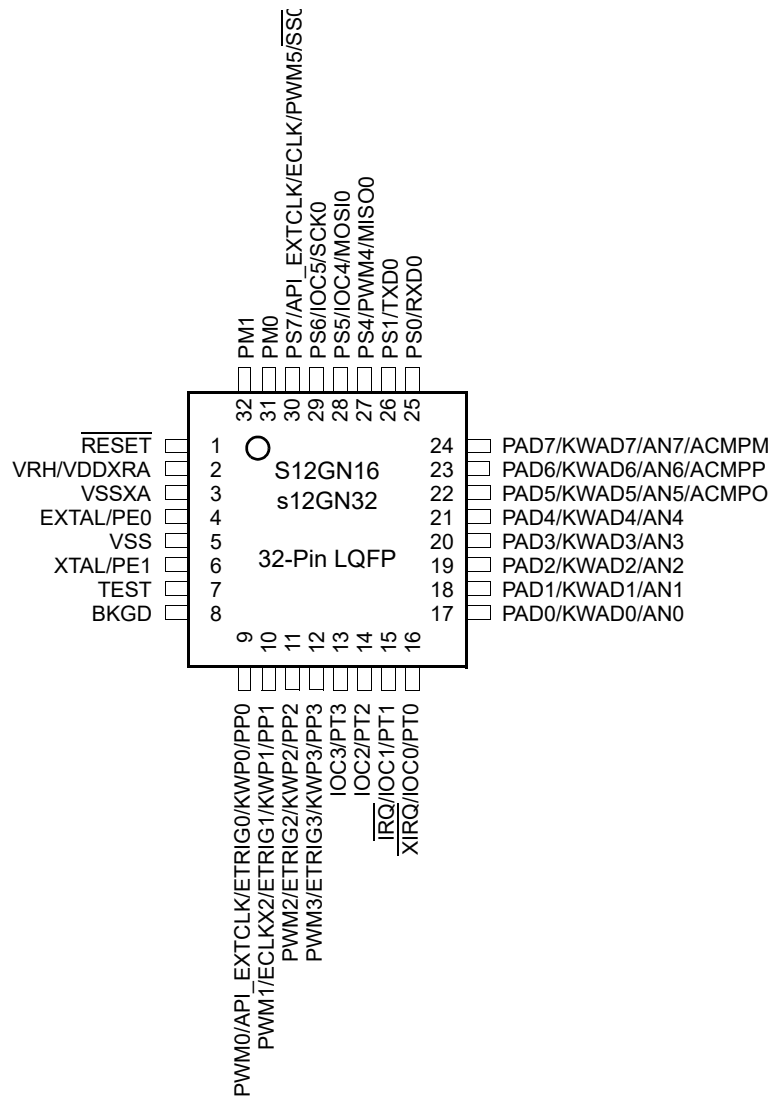 PM1
PM0
PS7/API_EXTCLK/ECLK/PWM5/SS0
PS6/IOC5/SCK0
PS5/IOC4/MOSI0
PS4/PWM4/MISO0
PS1/TXD0
PS0/RXD0
32
31
30
29
28
27
26
25
RESET 1
VRH/VDDXRA 2
VSSXA 3
EXTAL/PE0 4
VSS 5
XTAL/PE1 6
TEST 7
BKGD 8
S12GN16
s12GN32
32-Pin LQFP
24 PAD7/KWAD7/AN7/ACMPM
23 PAD6/KWAD6/AN6/ACMPP
22 PAD5/KWAD5/AN5/ACMPO
21 PAD4/KWAD4/AN4
20 PAD3/KWAD3/AN3
19 PAD2/KWAD2/AN2
18 PAD1/KWAD1/AN1
17 PAD0/KWAD0/AN0
9
10
11
12
13
14
15
16
PWM0/API_EXTCLK/ETRIG0/KWP0/PP0
PWM1/ECLKX2/ETRIG1/KWP1/PP1
PWM2/ETRIG2/KWP2/PP2
PWM3/ETRIG3/KWP3/PP3
IOC3/PT3
IOC2/PT2
IRQ/IOC1/PT1
XIRQ/IOC0/PT0